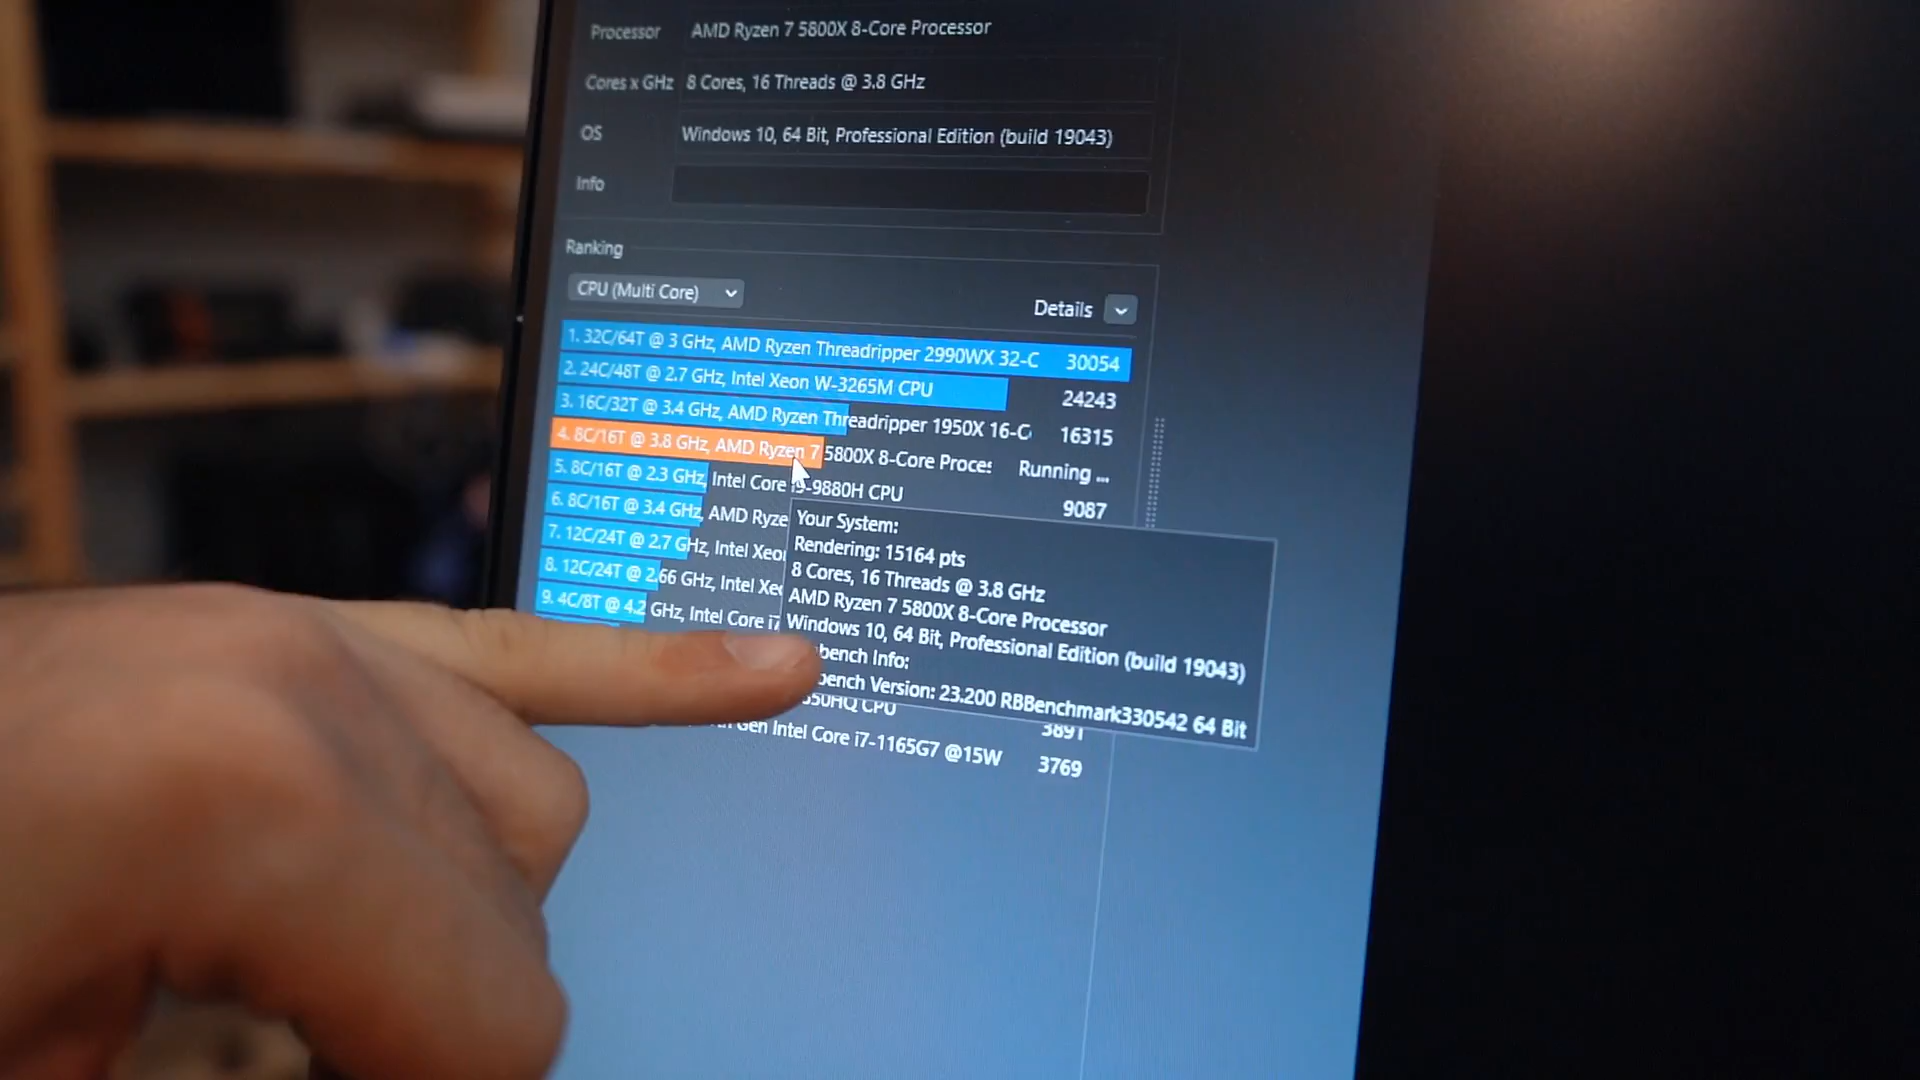 Processor AMD Ryzen 7 5800X 8-Core Processor
Cores x GHz 8 Cores, 16 Threads @ 3.8 GHz
OS Windows 10, 64 Bit, Professional Edition (build 19043)
Info
Ranking
CPU (Multi Core) Details
1. 32C/64T @ 3 GHz, AMD Ryzen Threadripper 2990WX 32-C 30054
2. 24C/48T @ 2.7 GHz, Intel Xeon W-3265M CPU 24243
3. 16C/32T @ 3.4 GHz, AMD Ryzen Threadripper 1950X 16-C 16315
4. 8C/16T @ 3.8 GHz, AMD Ryzen 7 5800X 8-Core Proces Running ...
5. 8C/16T @ 2.3 GHz, Intel Core i9-9880H CPU 9087
6. 8C/16T @ 3.4 GHz, AMD Ryze
7. 12C/24T @ 2.7 GHz, Intel Xeo
8. 12C/24T @ 2.66 GHz, Intel Xe
9. 4C/8T @ 4.2 GHz, Intel Core i7
Your System:
Rendering: 15164 pts
8 Cores, 16 Threads @ 3.8 GHz
AMD Ryzen 7 5800X 8-Core Processor
Windows 10, 64 Bit, Professional Edition (build 19043)
bench Info:
bench Version: 23.200 RBBenchmark330542 64 Bit
50HQ CPU 3891
Gen Intel Core i7-1165G7 @15W 3769